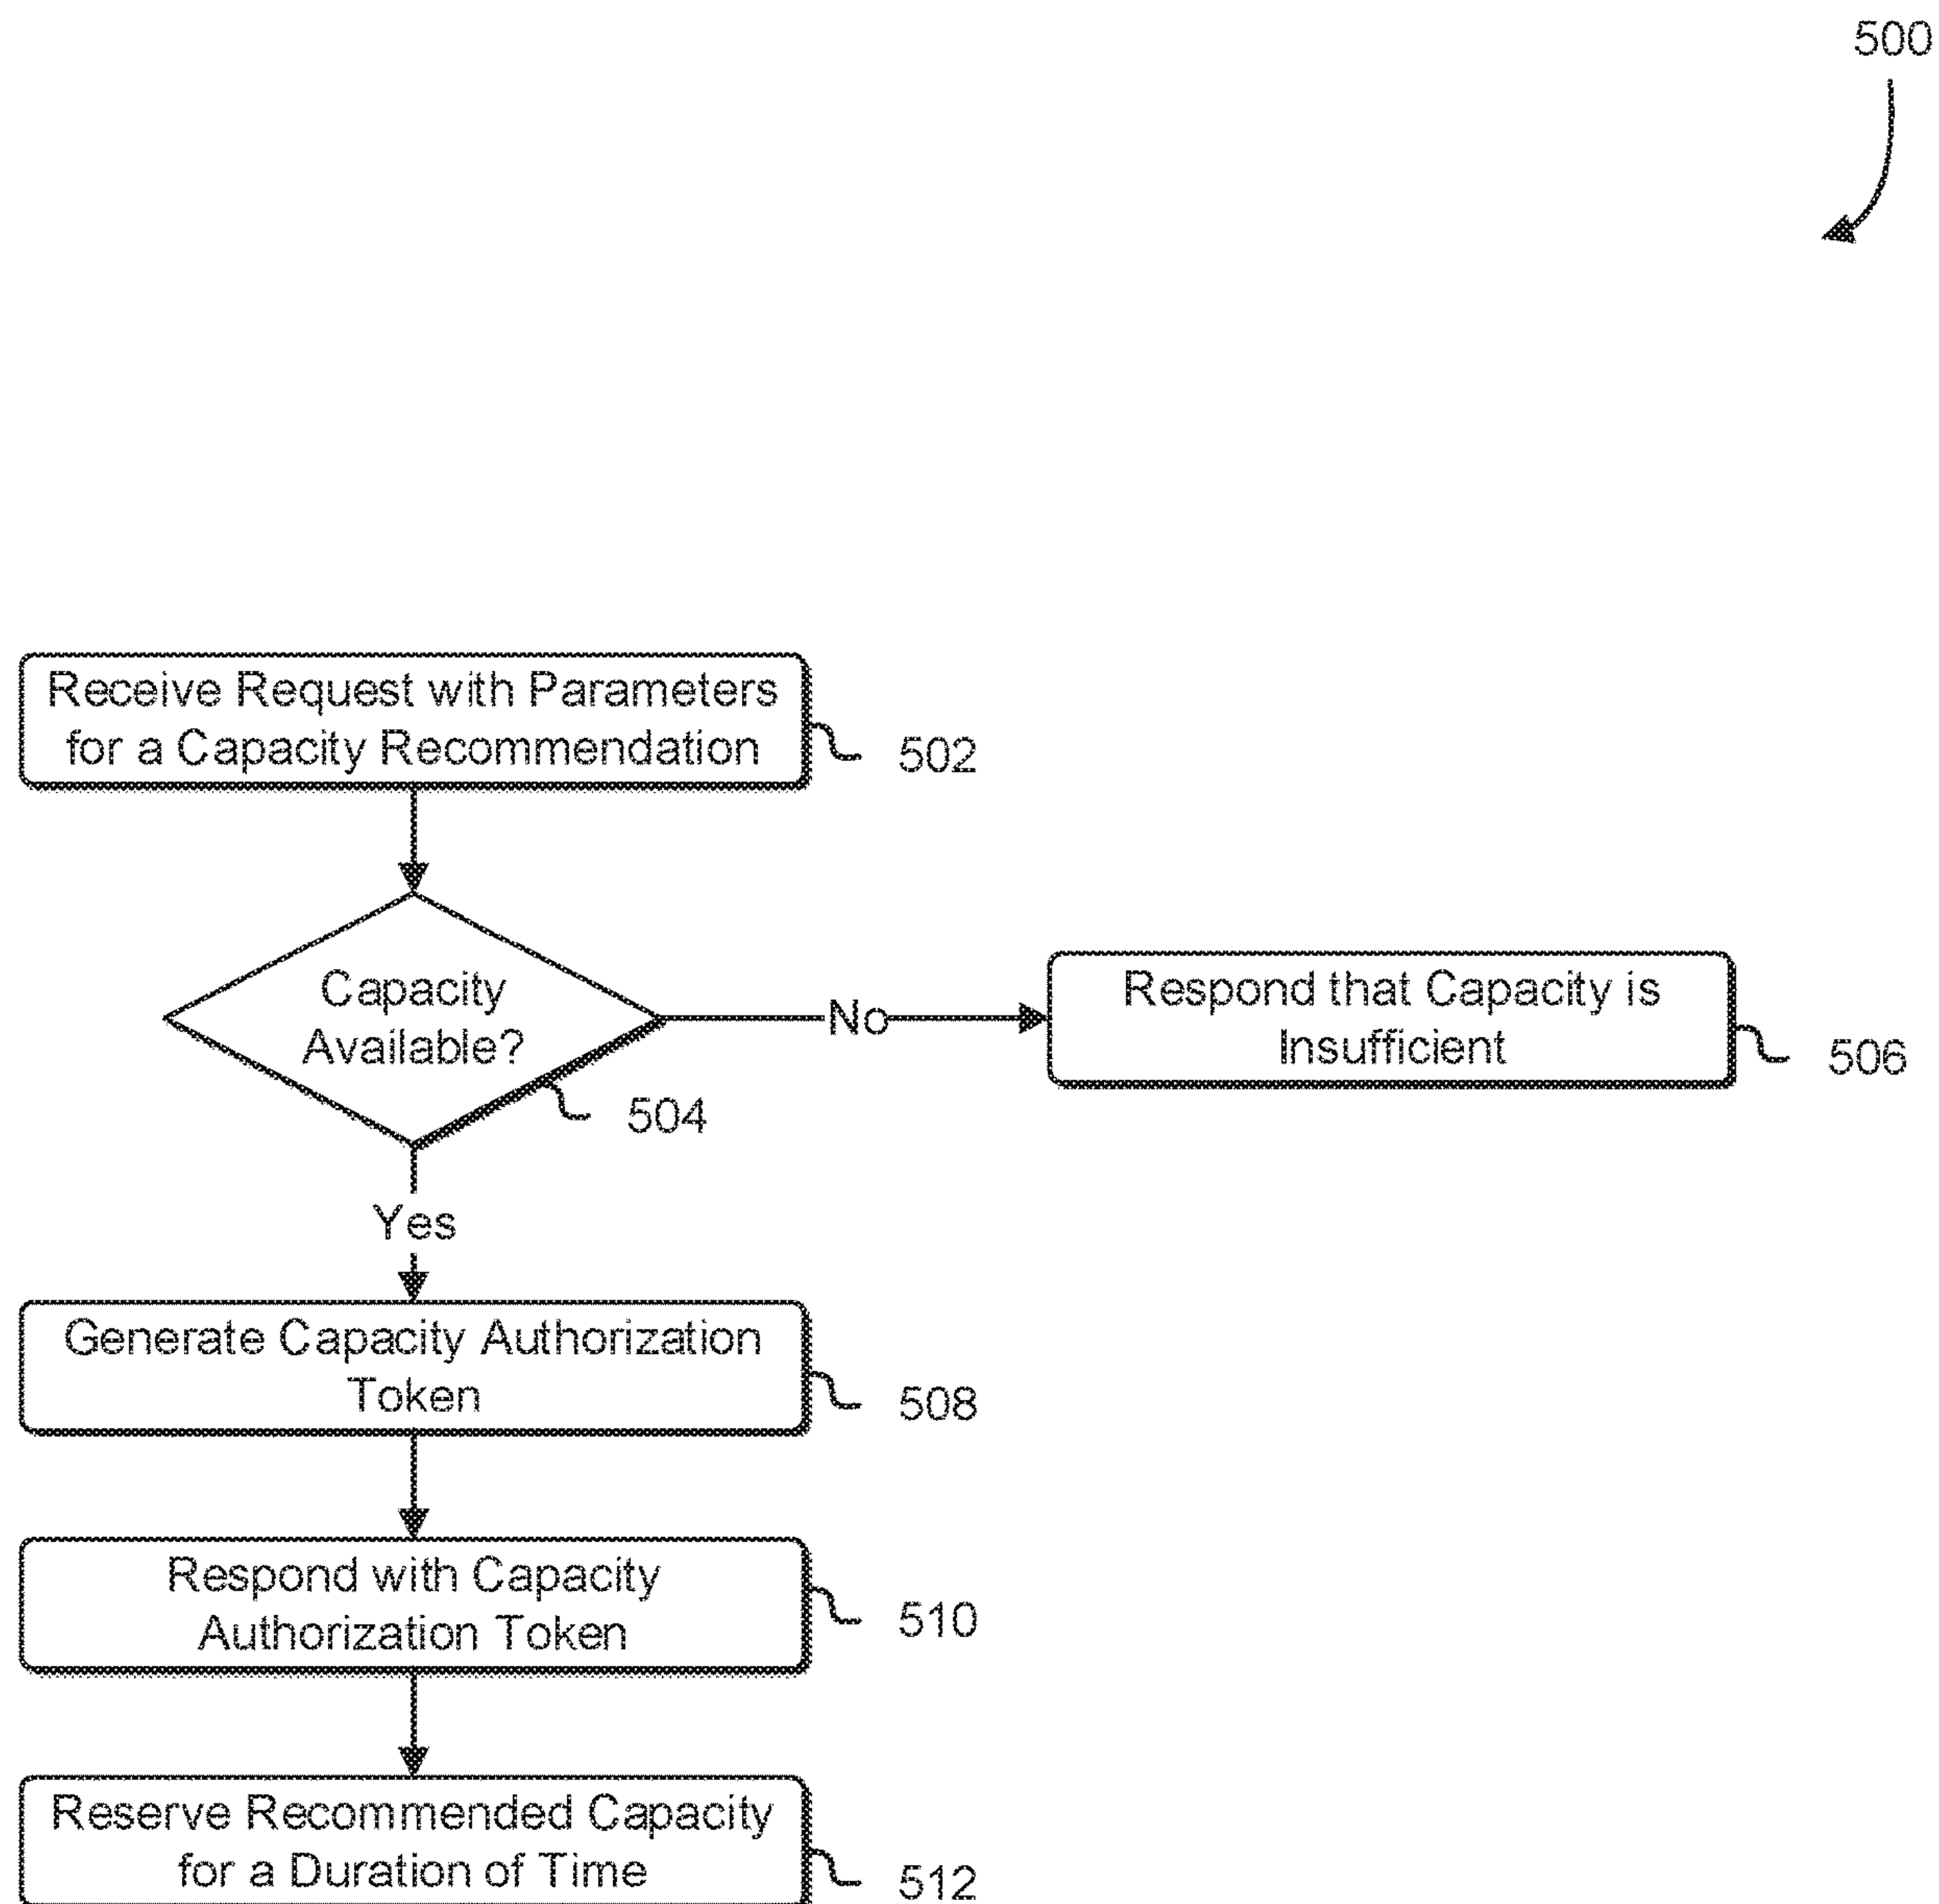 500
Receive Request with Parameters
for a Capacity Recommendation
502
Capacity
Available?
504
No
Respond that Capacity is
Insufficient
506
Yes
Generate Capacity Authorization
Token
508
Respond with Capacity
Authorization Token
510
Reserve Recommended Capacity
for a Duration of Time
512